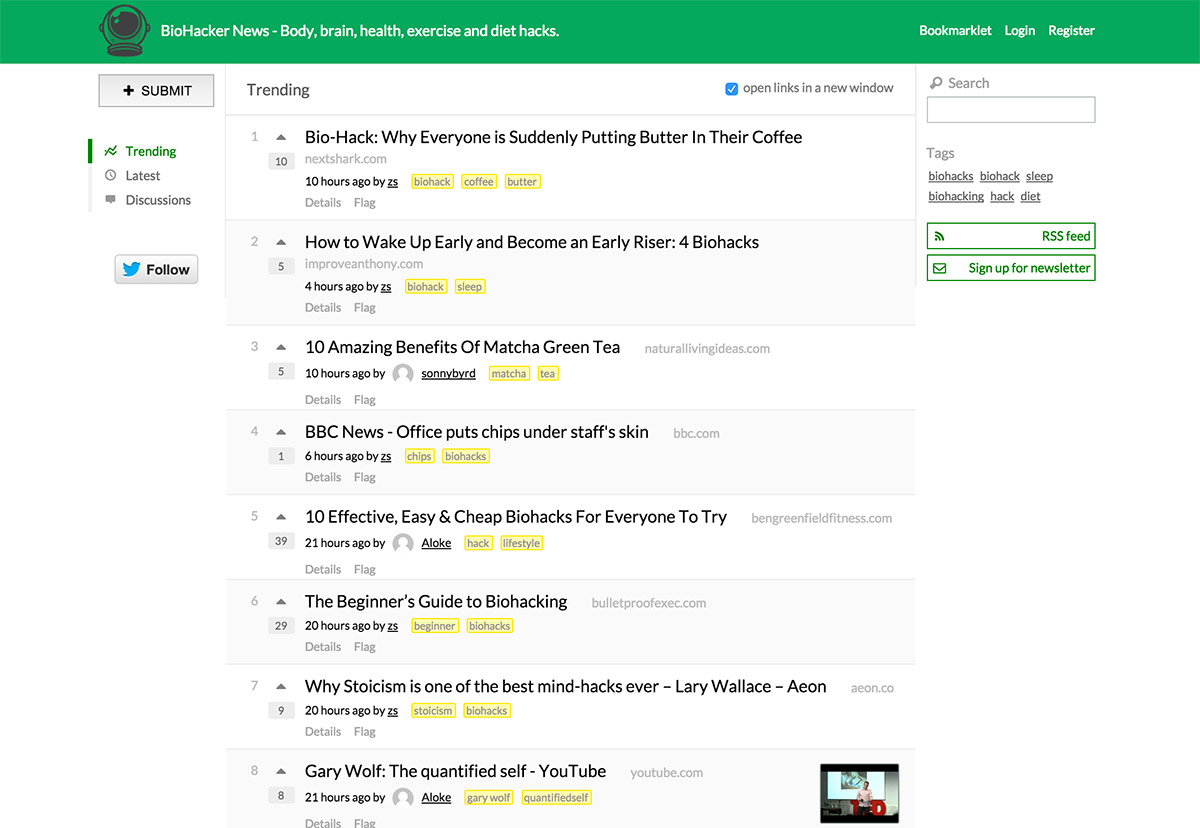 BioHacker News - Body, brain, health, exercise and diet hacks.
Bookmarklet Login Register
+ SUBMIT
Trending
Latest
Discussions
Follow
Trending
open links in a new window
1 Bio-Hack: Why Everyone is Suddenly Putting Butter In Their Coffee
10 nextshark.com
10 hours ago by zs biohack coffee butter
Details Flag
2 How to Wake Up Early and Become an Early Riser: 4 Biohacks
5 improveanthony.com
4 hours ago by zs biohack sleep
Details Flag
3 10 Amazing Benefits Of Matcha Green Tea naturallivingideas.com
5 10 hours ago by sonnybyrd matcha tea
Details Flag
4 BBC News - Office puts chips under staff's skin bbc.com
1 6 hours ago by zs chips biohacks
Details Flag
5 10 Effective, Easy & Cheap Biohacks For Everyone To Try bengreenfieldfitness.com
39 21 hours ago by Aloke hack lifestyle
Details Flag
6 The Beginner’s Guide to Biohacking bulletproofexec.com
29 20 hours ago by zs beginner biohacks
Details Flag
7 Why Stoicism is one of the best mind-hacks ever – Lary Wallace – Aeon aeon.co
9 20 hours ago by zs stoicism biohacks
Details Flag
8 Gary Wolf: The quantified self - YouTube youtube.com
8 21 hours ago by Aloke gary wolf quantifiedself
Details Flag
Search
Tags
biohacks biohack sleep
biohacking hack diet
RSS feed
Sign up for newsletter